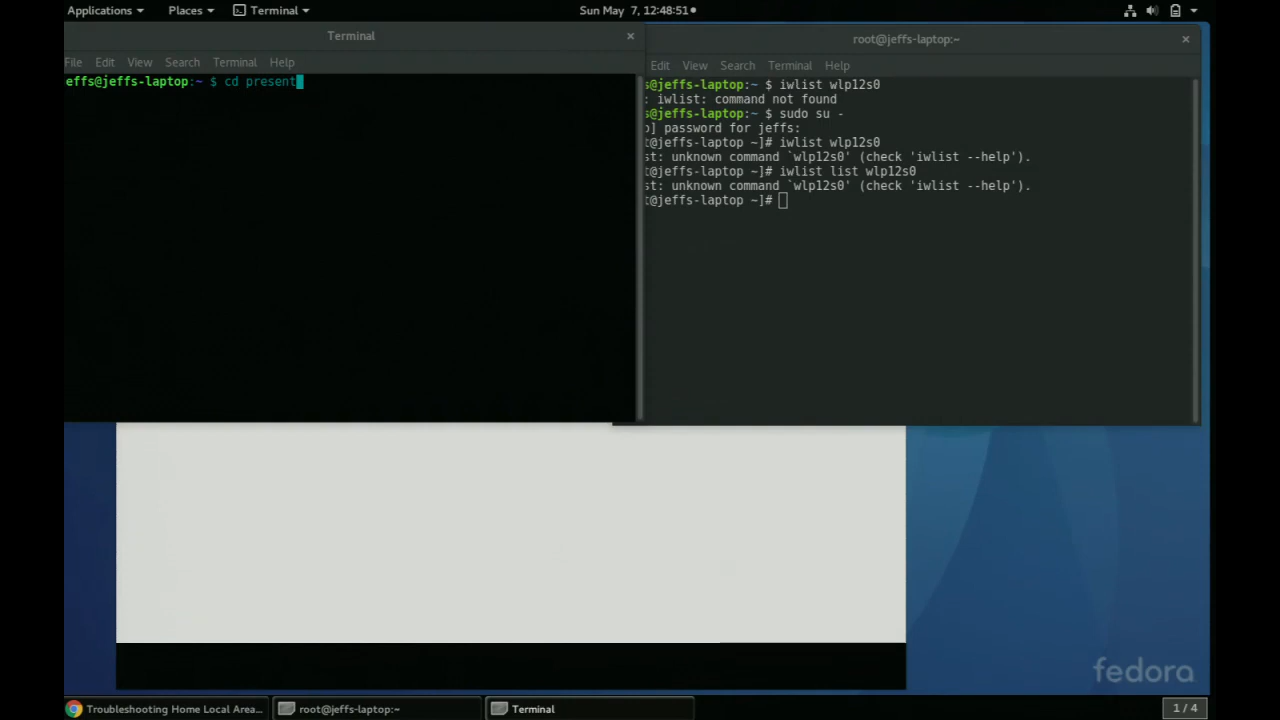 Applications Places Terminal Sun May 7, 12:48:51
Terminal
File Edit View Search Terminal Help
effs@jeffs-laptop:~ $ cd present
root@jeffs-laptop:~
Edit View Search Terminal Help
s@jeffs-laptop:~ $ iwlist wlp12s0
: iwlist: command not found
s@jeffs-laptop:~ $ sudo su -
o] password for jeffs:
t@jeffs-laptop ~]# iwlist wlp12s0
st: unknown command `wlp12s0' (check 'iwlist --help').
t@jeffs-laptop ~]# iwlist list wlp12s0
st: unknown command `wlp12s0' (check 'iwlist --help').
t@jeffs-laptop ~]#
fedora
Troubleshooting Home Local Area... root@jeffs-laptop:~ Terminal 1 / 4